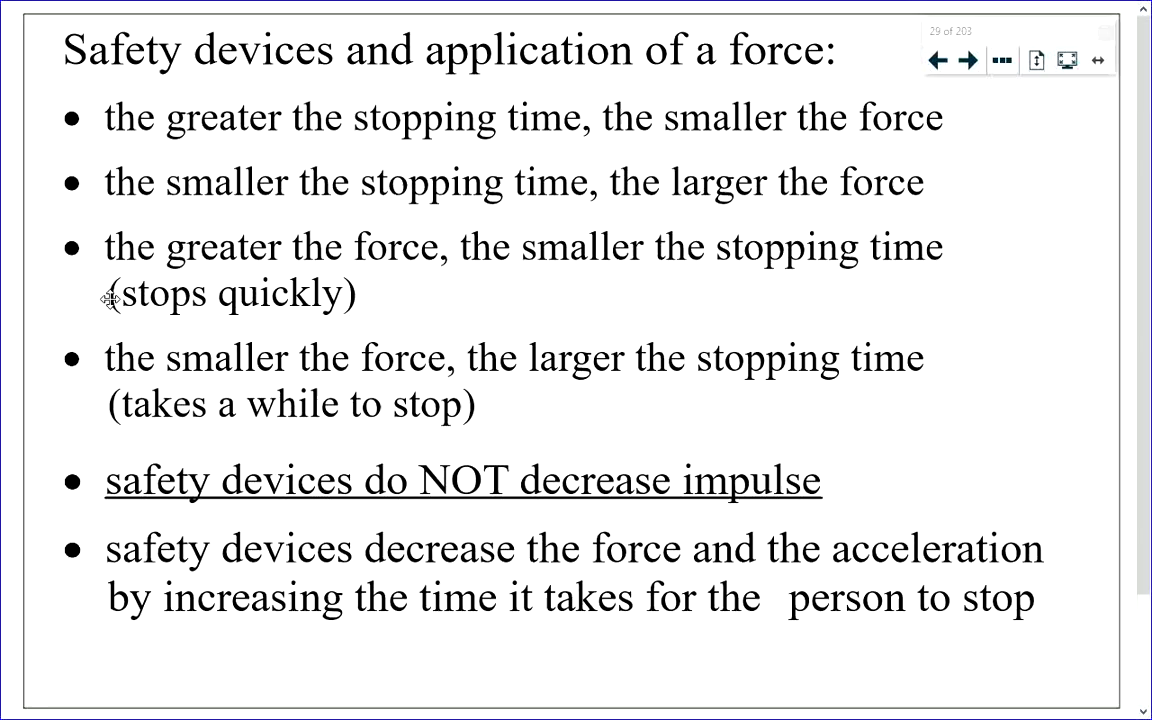 Safety devices and application of a force:
29 of 203
• the greater the stopping time, the smaller the force
• the smaller the stopping time, the larger the force
• the greater the force, the smaller the stopping time
(stops quickly)
• the smaller the force, the larger the stopping time
(takes a while to stop)
• safety devices do NOT decrease impulse
• safety devices decrease the force and the acceleration
by increasing the time it takes for the person to stop